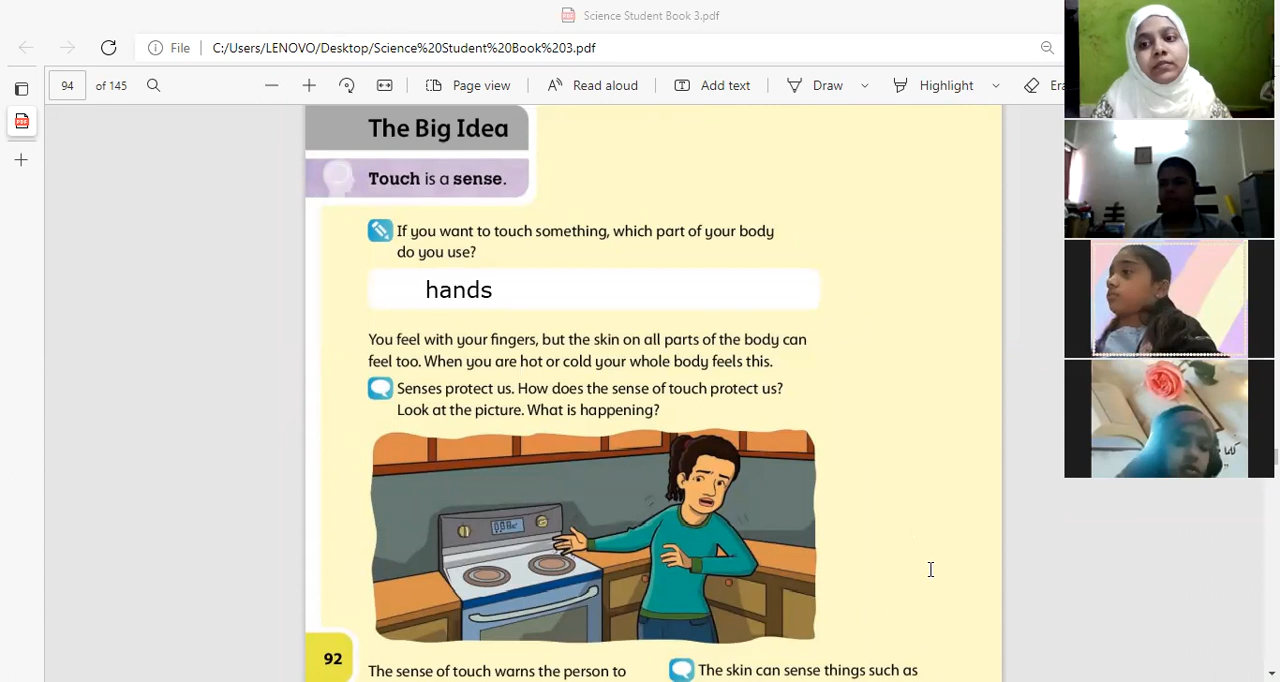 Science Student Book 3.pdf
File
C:/Users/LENOVO/Desktop/Science%20Student%20Book%203.pdf
94 of 145
Page view
Read aloud
Add text
Draw
Highlight
Era
The Big Idea
Touch is a sense.
If you want to touch something, which part of your body
do you use?
hands
You feel with your fingers, but the skin on all parts of the body can
feel too. When you are hot or cold your whole body feels this.
Senses protect us. How does the sense of touch protect us?
Look at the picture. What is happening?
92
The sense of touch warns the person to
The skin can sense things such as